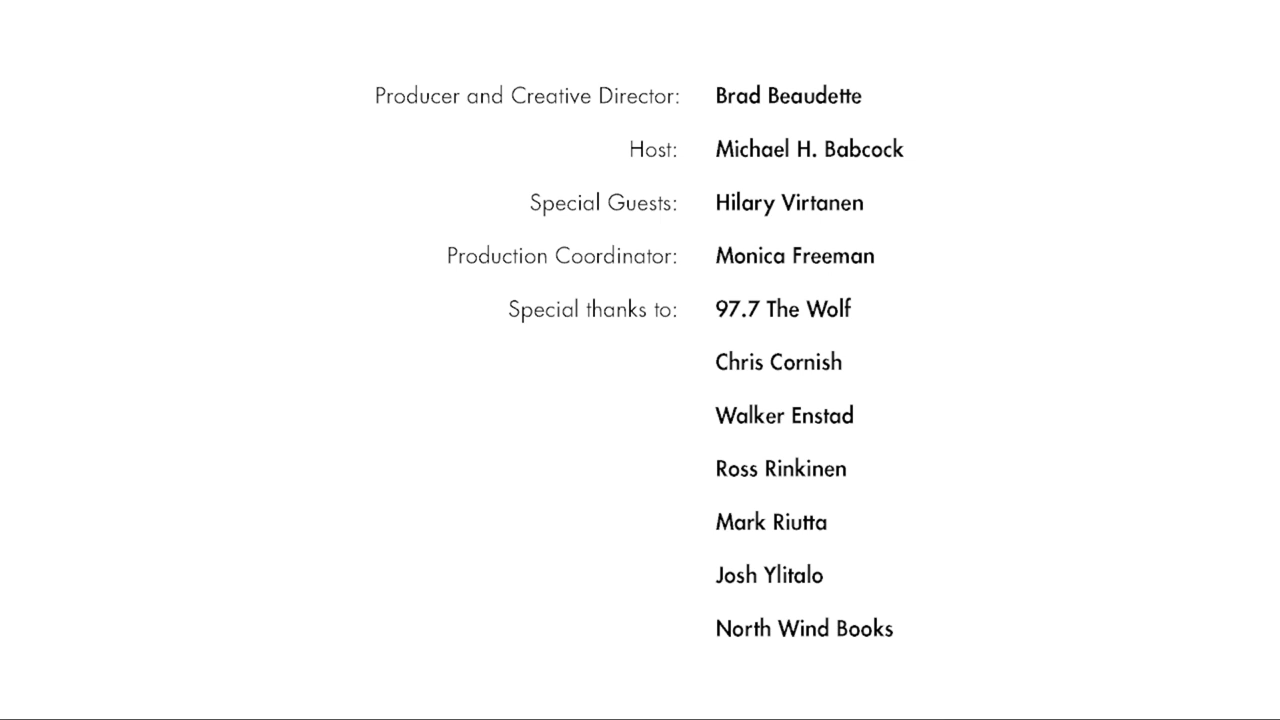 Producer and Creative Director: Brad Beaudette
Host: Michael H. Babcock
Special Guests: Hilary Virtanen
Production Coordinator: Monica Freeman
Special thanks to: 97.7 The Wolf
Chris Cornish
Walker Enstad
Ross Rinkinen
Mark Riutta
Josh Ylitalo
North Wind Books